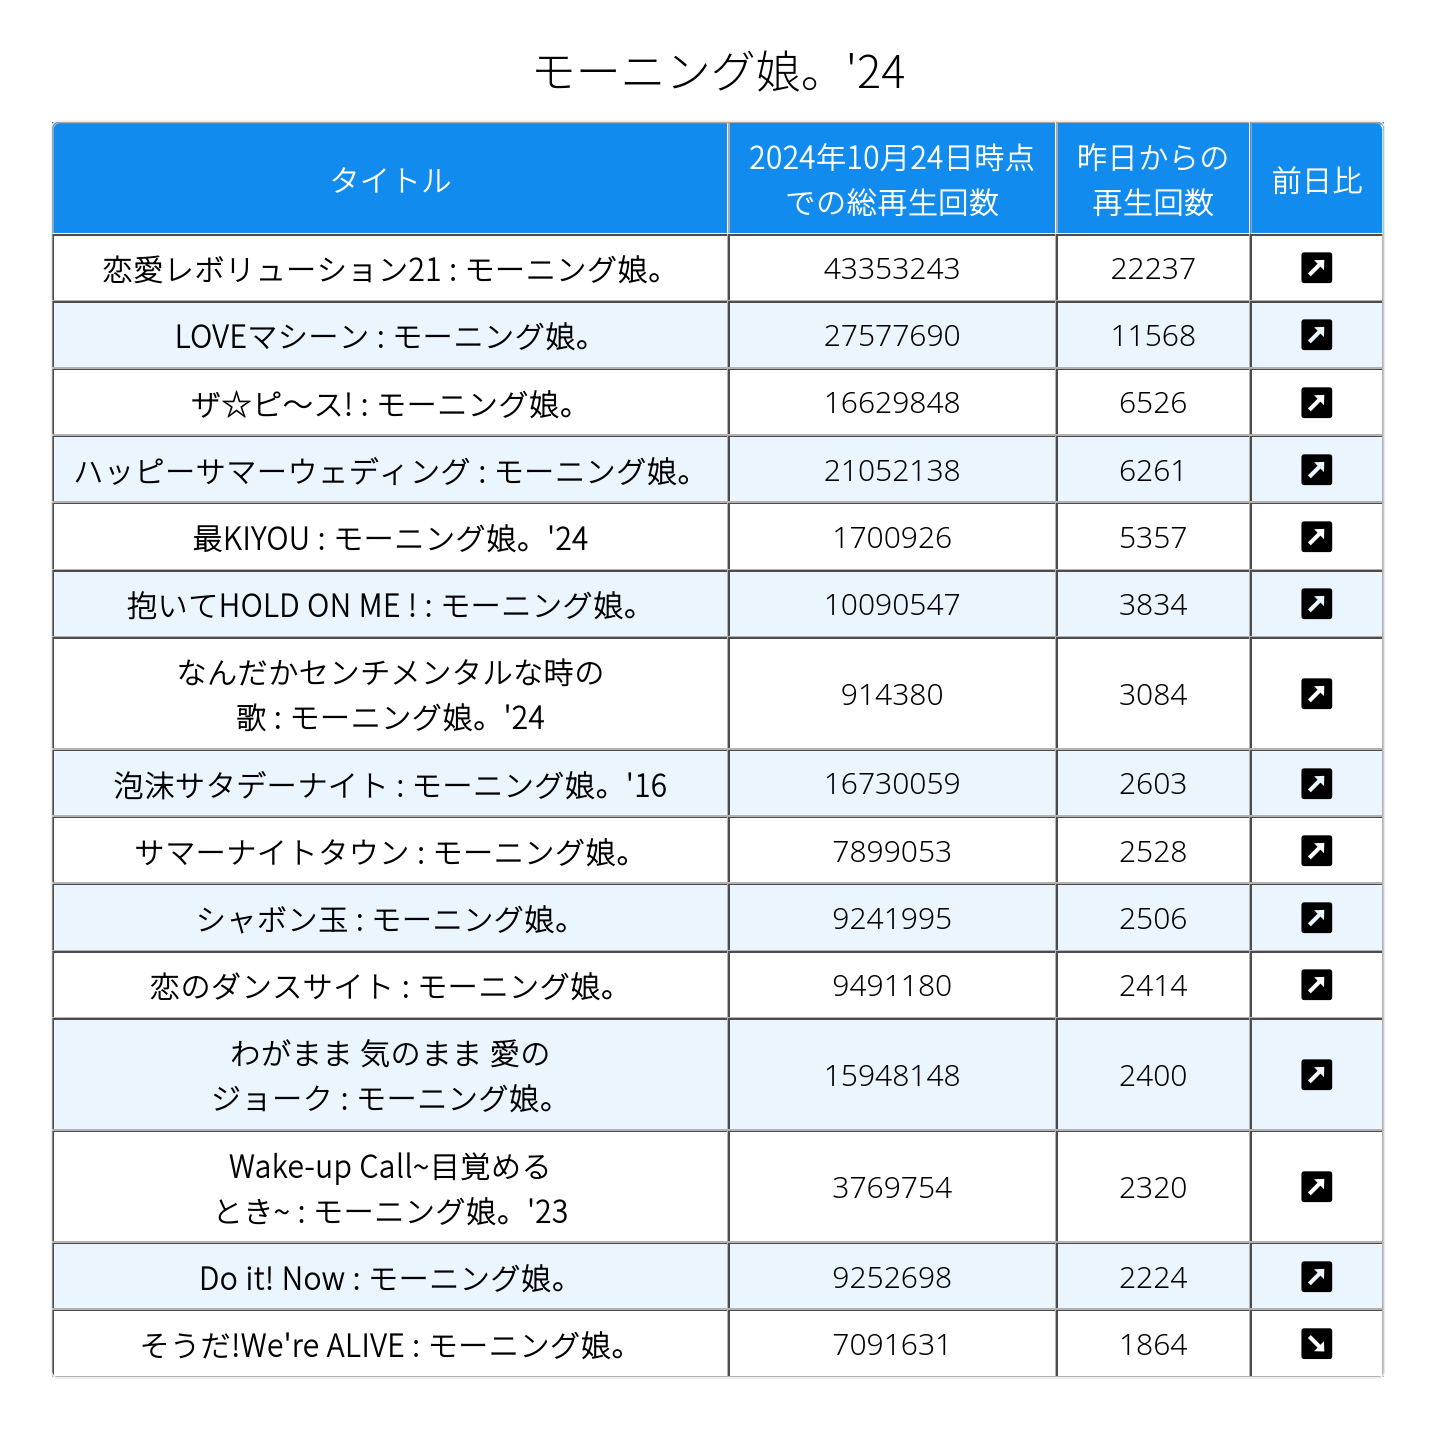 モーニング娘。'24
タイトル
2024年10月24日時点
での総再生回数
昨日からの
再生回数
前日比
恋愛レボリューション21 : モーニング娘。
43353243
22237
LOVEマシーン : モーニング娘。
27577690
11568
ザ☆ピ〜ス! : モーニング娘。
16629848
6526
ハッピーサマーウェディング : モーニング娘。
21052138
6261
最KIYOU : モーニング娘。'24
1700926
5357
抱いてHOLD ON ME ! : モーニング娘。
10090547
3834
なんだかセンチメンタルな時の
歌 : モーニング娘。'24
914380
3084
泡沫サタデーナイト : モーニング娘。'16
16730059
2603
サマーナイトタウン : モーニング娘。
7899053
2528
シャボン玉 : モーニング娘。
9241995
2506
恋のダンスサイト : モーニング娘。
9491180
2414
わがまま 気のまま 愛の
ジョーク : モーニング娘。
15948148
2400
Wake-up Call~目覚める
とき~ : モーニング娘。'23
3769754
2320
Do it! Now : モーニング娘。
9252698
2224
そうだ!We're ALIVE : モーニング娘。
7091631
1864